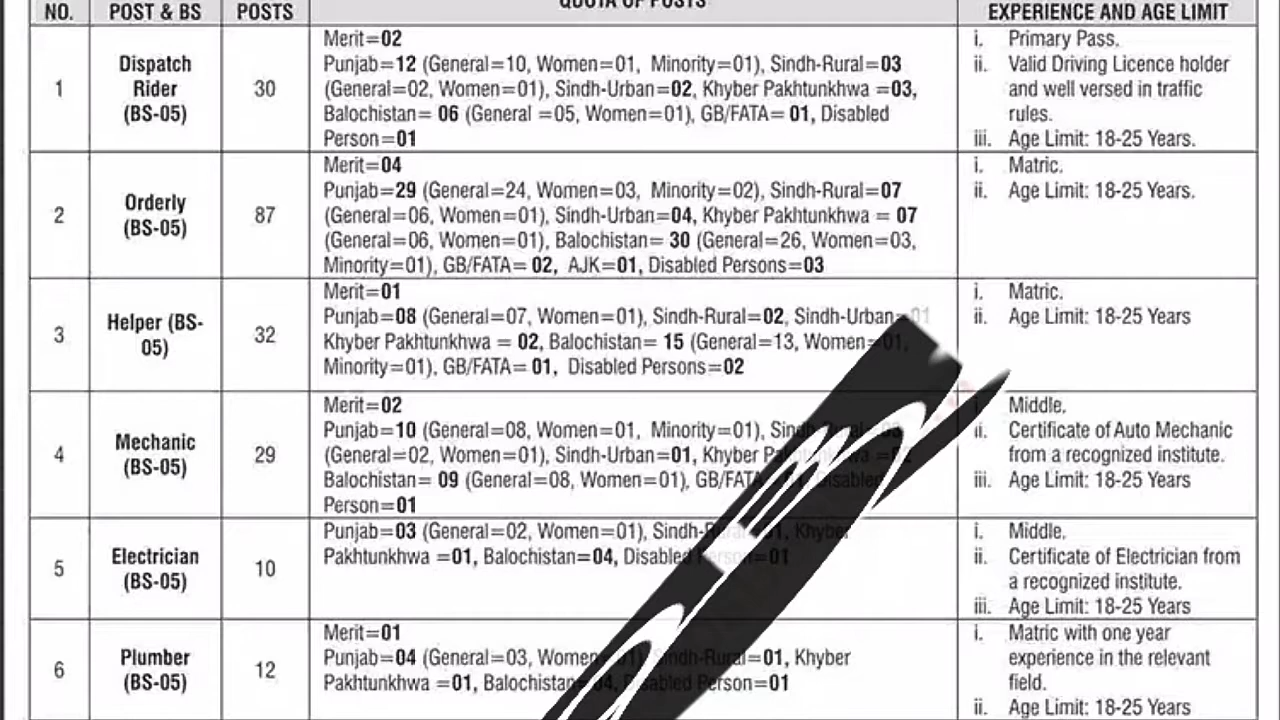 NO. POST & BS POSTS QUOTA OF POSTS EXPERIENCE AND AGE LIMIT
1
Dispatch
Rider
(BS-05)
30
Merit=02
Punjab=12 (General=10, Women=01, Minority=01), Sindh-Rural=03
(General=02, Women=01), Sindh-Urban=02, Khyber Pakhtunkhwa =03,
Balochistan= 06 (General =05, Women=01), GB/FATA= 01, Disabled
Person=01
i. Primary Pass.
ii. Valid Driving Licence holder
and well versed in traffic
rules.
iii. Age Limit: 18-25 Years.
2
Orderly
(BS-05)
87
Merit=04
Punjab=29 (General=24, Women=03, Minority=02), Sindh-Rural=07
(General=06, Women=01), Sindh-Urban=04, Khyber Pakhtunkhwa = 07
(General=06, Women=01), Balochistan= 30 (General=26, Women=03,
Minority=01), GB/FATA= 02, AJK=01, Disabled Persons=03
i. Matric.
ii. Age Limit: 18-25 Years.
3
Helper (BS-
05)
32
Merit=01
Punjab=08 (General=07, Women=01), Sindh-Rural=02, Sindh-Urban=01
Khyber Pakhtunkhwa = 02, Balochistan= 15 (General=13, Women=01,
Minority=01), GB/FATA= 01, Disabled Persons=02
i. Matric.
ii. Age Limit: 18-25 Years
4
Mechanic
(BS-05)
29
Merit=02
Punjab=10 (General=08, Women=01, Minority=01),
(General=02, Women=01), Sindh-Urban=01, Khyber
Balochistan= 09 (General=08, Women=01), GB/FATA Disabled
Person=01
i. Middle.
ii. Certificate of Auto Mechanic
from a recognized institute.
iii. Age Limit: 18-25 Years
5
Electrician
(BS-05)
10
Punjab=03 (General=02, Women=01), Khyber
Pakhtunkhwa =01, Balochistan=04, Disabled Person=01
i. Middle.
ii. Certificate of Electrician from
a recognized institute.
iii. Age Limit: 18-25 Years
6
Plumber
(BS-05)
12
Merit=01
Punjab=04 (General=03, Women=01), Sindh-Rural=01, Khyber
Pakhtunkhwa =01, Balochistan=04, Disabled Person=01
i. Matric with one year
experience in the relevant
field.
ii. Age Limit: 18-25 Years